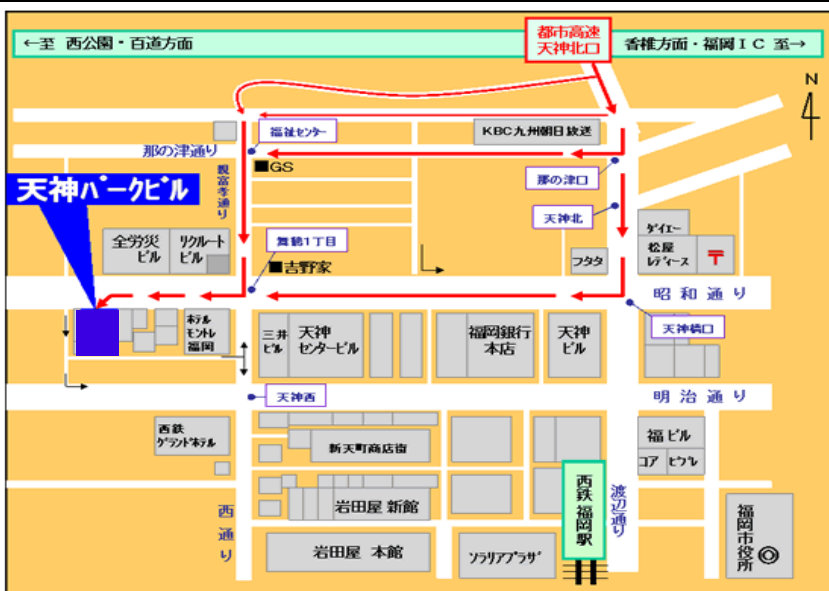 ←至 西公園・百道方面
都市高速
天神北口
香椎方面・福岡IC 至→
N
福祉センター
KBC九州朝日放送
那の津通り
■GS
親富孝通り
那の津口
天神パークビル
天神北
全労災
ビル
リクルート
ビル
舞鶴1丁目
■吉野家
フタタ
ダイエー
松屋
レディース
〒
昭和通り
ホテル
モントレ
福岡
三井
ビル
天神
センタービル
福岡銀行
本店
天神
ビル
天神橋口
天神西
明治通り
西鉄
グランドホテル
新天町商店街
福ビル
コア
ビブレ
西通り
岩田屋 新館
西鉄福岡駅
渡辺通り
福岡市役所
岩田屋 本館
ソラリアプラザ